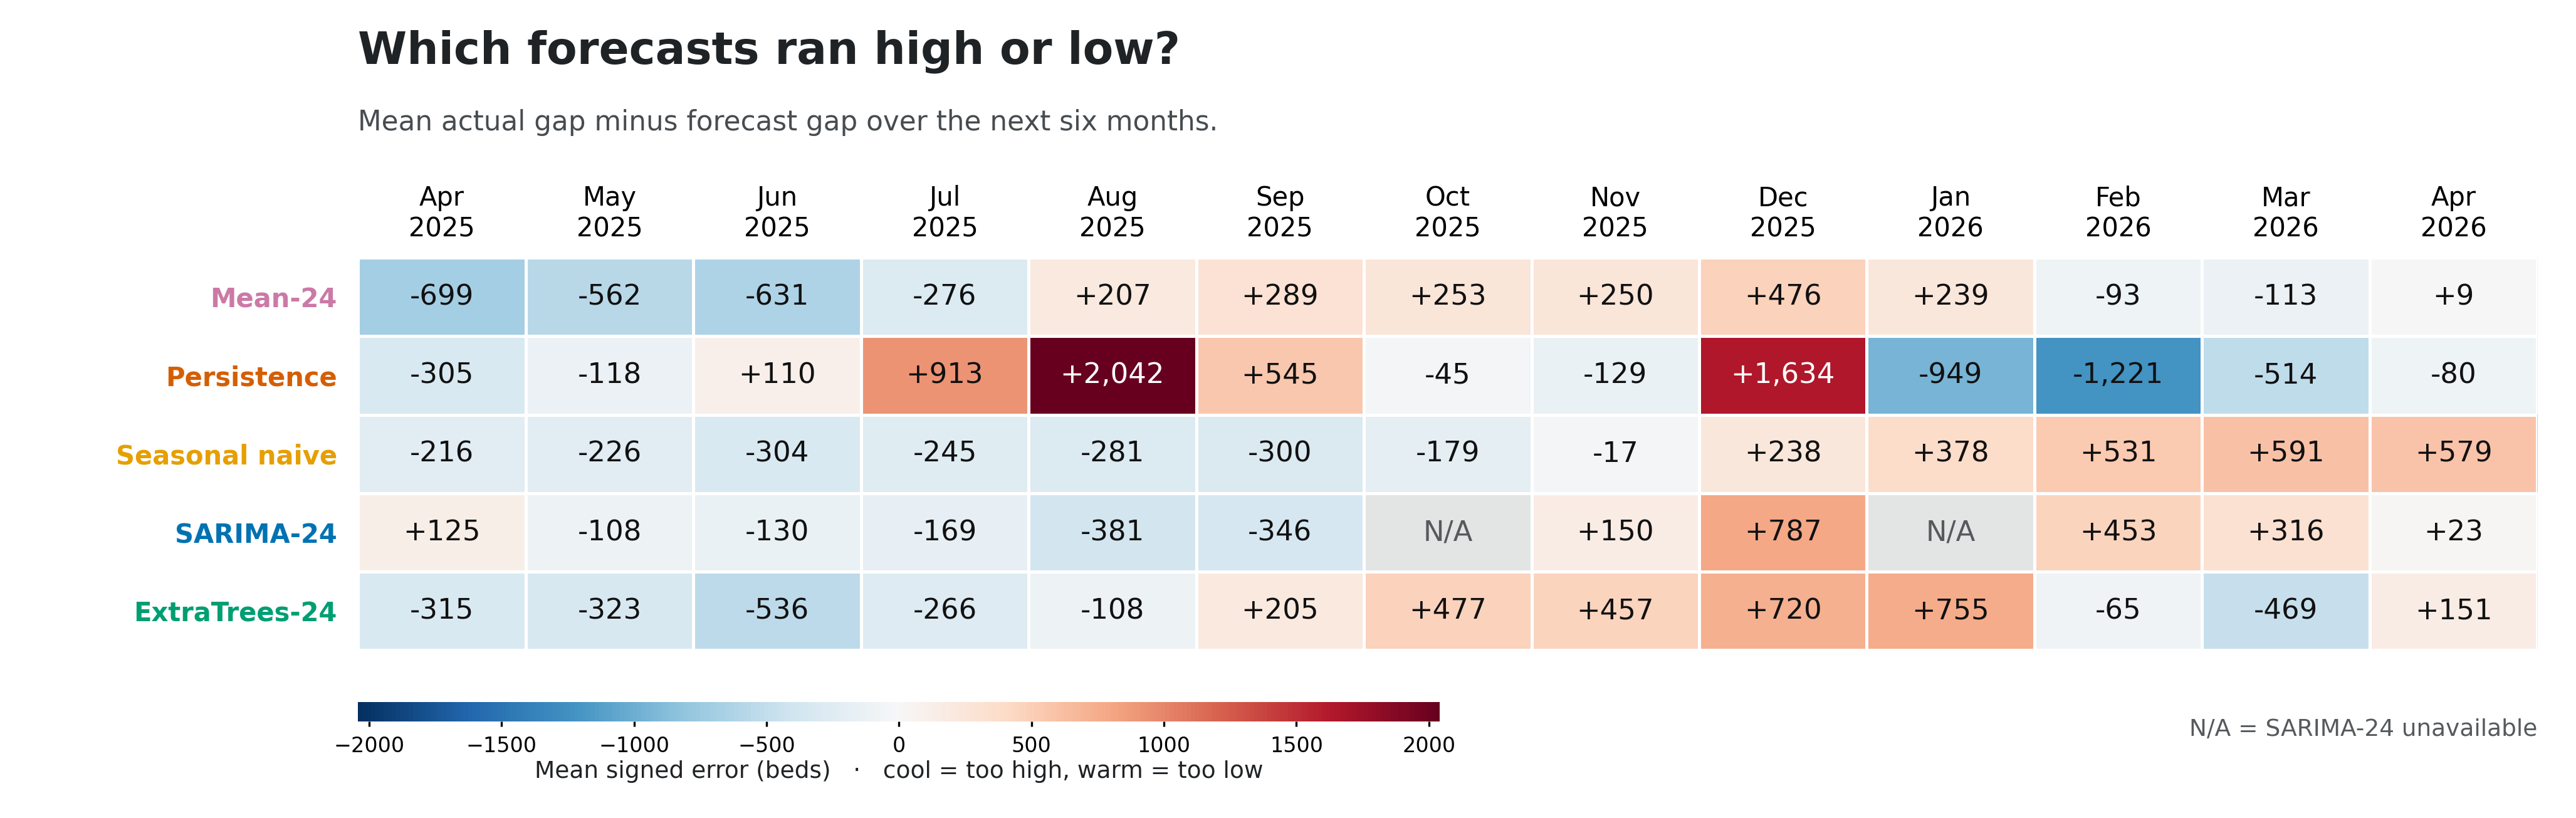 Which forecasts ran high or low?
Mean actual gap minus forecast gap over the next six months.
Apr May Jun Jul Aug Sep Oct Nov Dec Jan Feb Mar Apr
2025 2025 2025 2025 2025 2025 2025 2025 2025 2026 2026 2026 2026
Mean-24 -699 -562 -631 -276 +207 +289 +253 +250 +476 +239 -93 -113 +9
Persistence -305 -118 +110 +913 +2,042 +545 -45 -129 +1,634 -949 -1,221 -514 -80
Seasonal naive -216 -226 -304 -245 -281 -300 -179 -17 +238 +378 +531 +591 +579
SARIMA-24 +125 -108 -130 -169 -381 -346 N/A +150 +787 N/A +453 +316 +23
ExtraTrees-24 -315 -323 -536 -266 -108 +205 +477 +457 +720 +755 -65 -469 +151
N/A = SARIMA-24 unavailable
−2000 −1500 −1000 −500 0 500 1000 1500 2000
Mean signed error (beds) · cool = too high, warm = too low